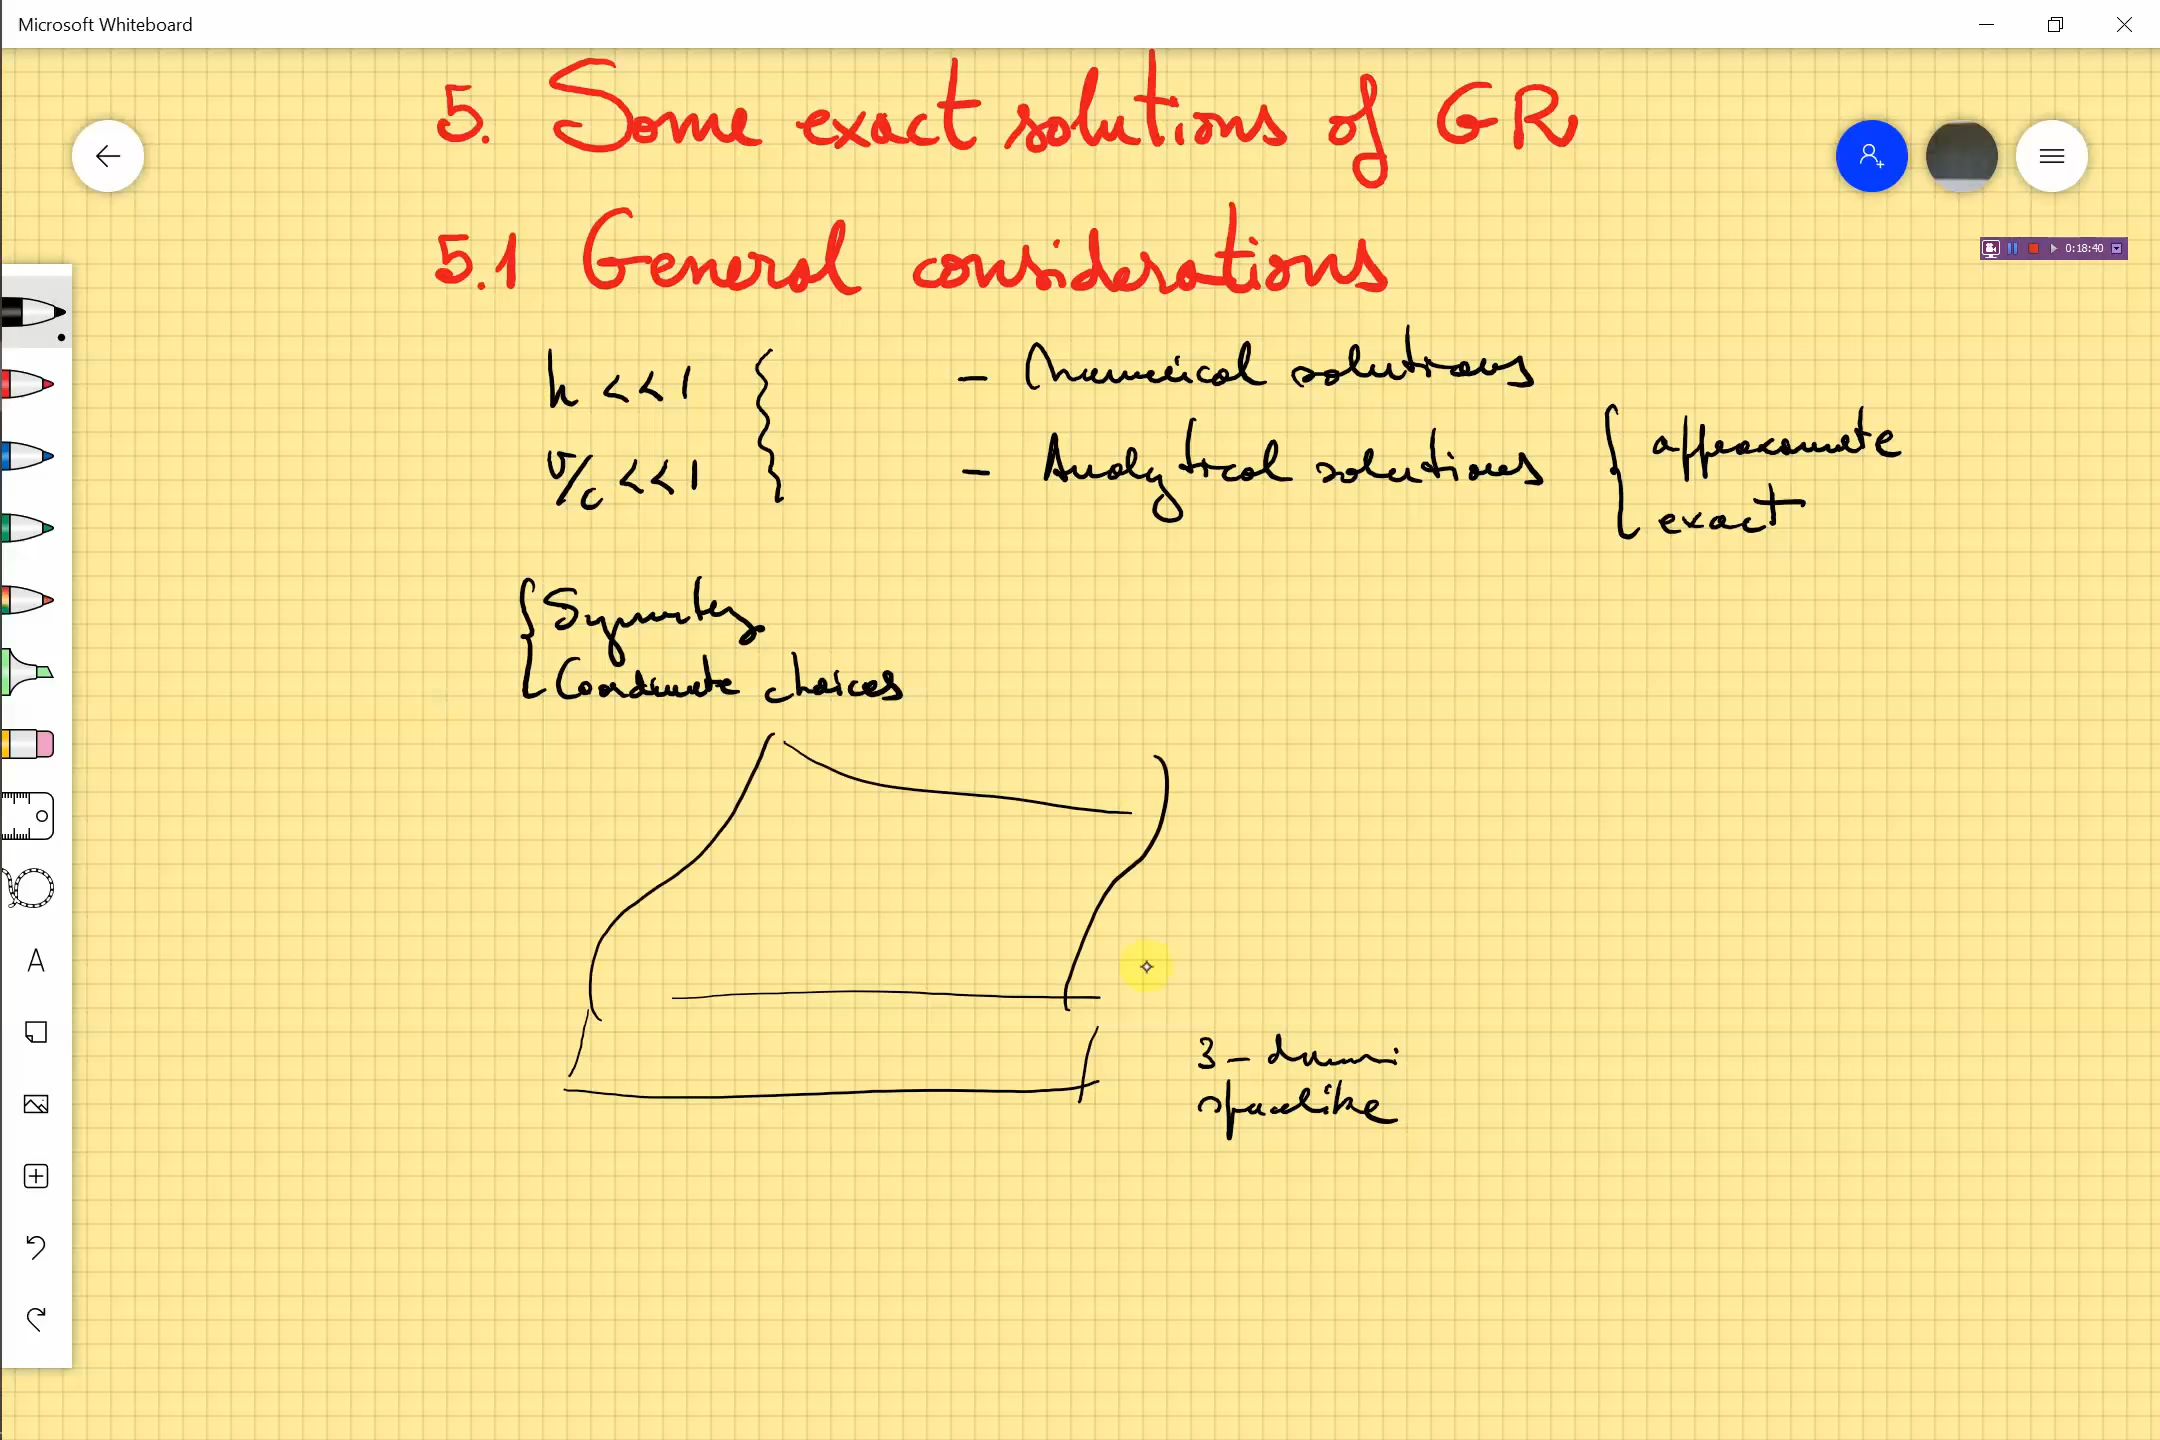 Microsoft Whiteboard
5. Some exact solutions of GR
5.1 General considerations
0:18:40
h << 1
v/c << 1
- Numerical solutions
- Analytical solutions { approximate
exact
{ Symmetry
Coordinate choices
3-dimi
spacelike
A